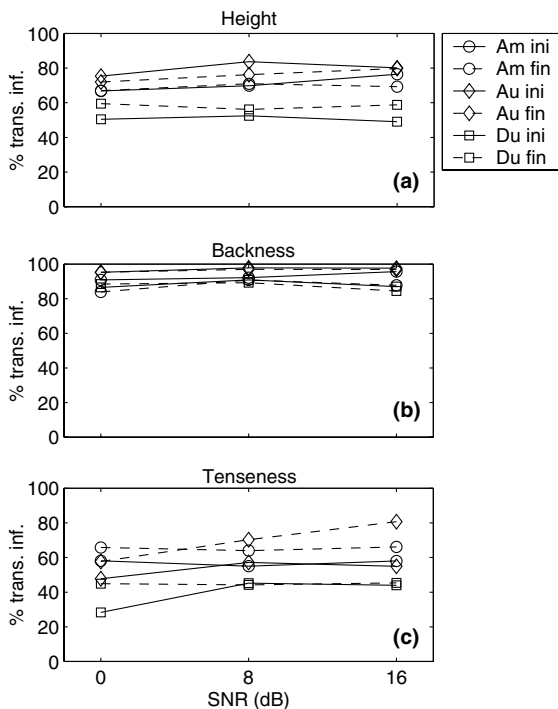 Height
100
80
60
40
20
0
% trans. inf.
(a)
Am ini
Am fin
Au ini
Au fin
Du ini
Du fin
Backness
100
80
60
40
20
0
% trans. inf.
(b)
Tenseness
100
80
60
40
20
0
% trans. inf.
(c)
0 8 16
SNR (dB)